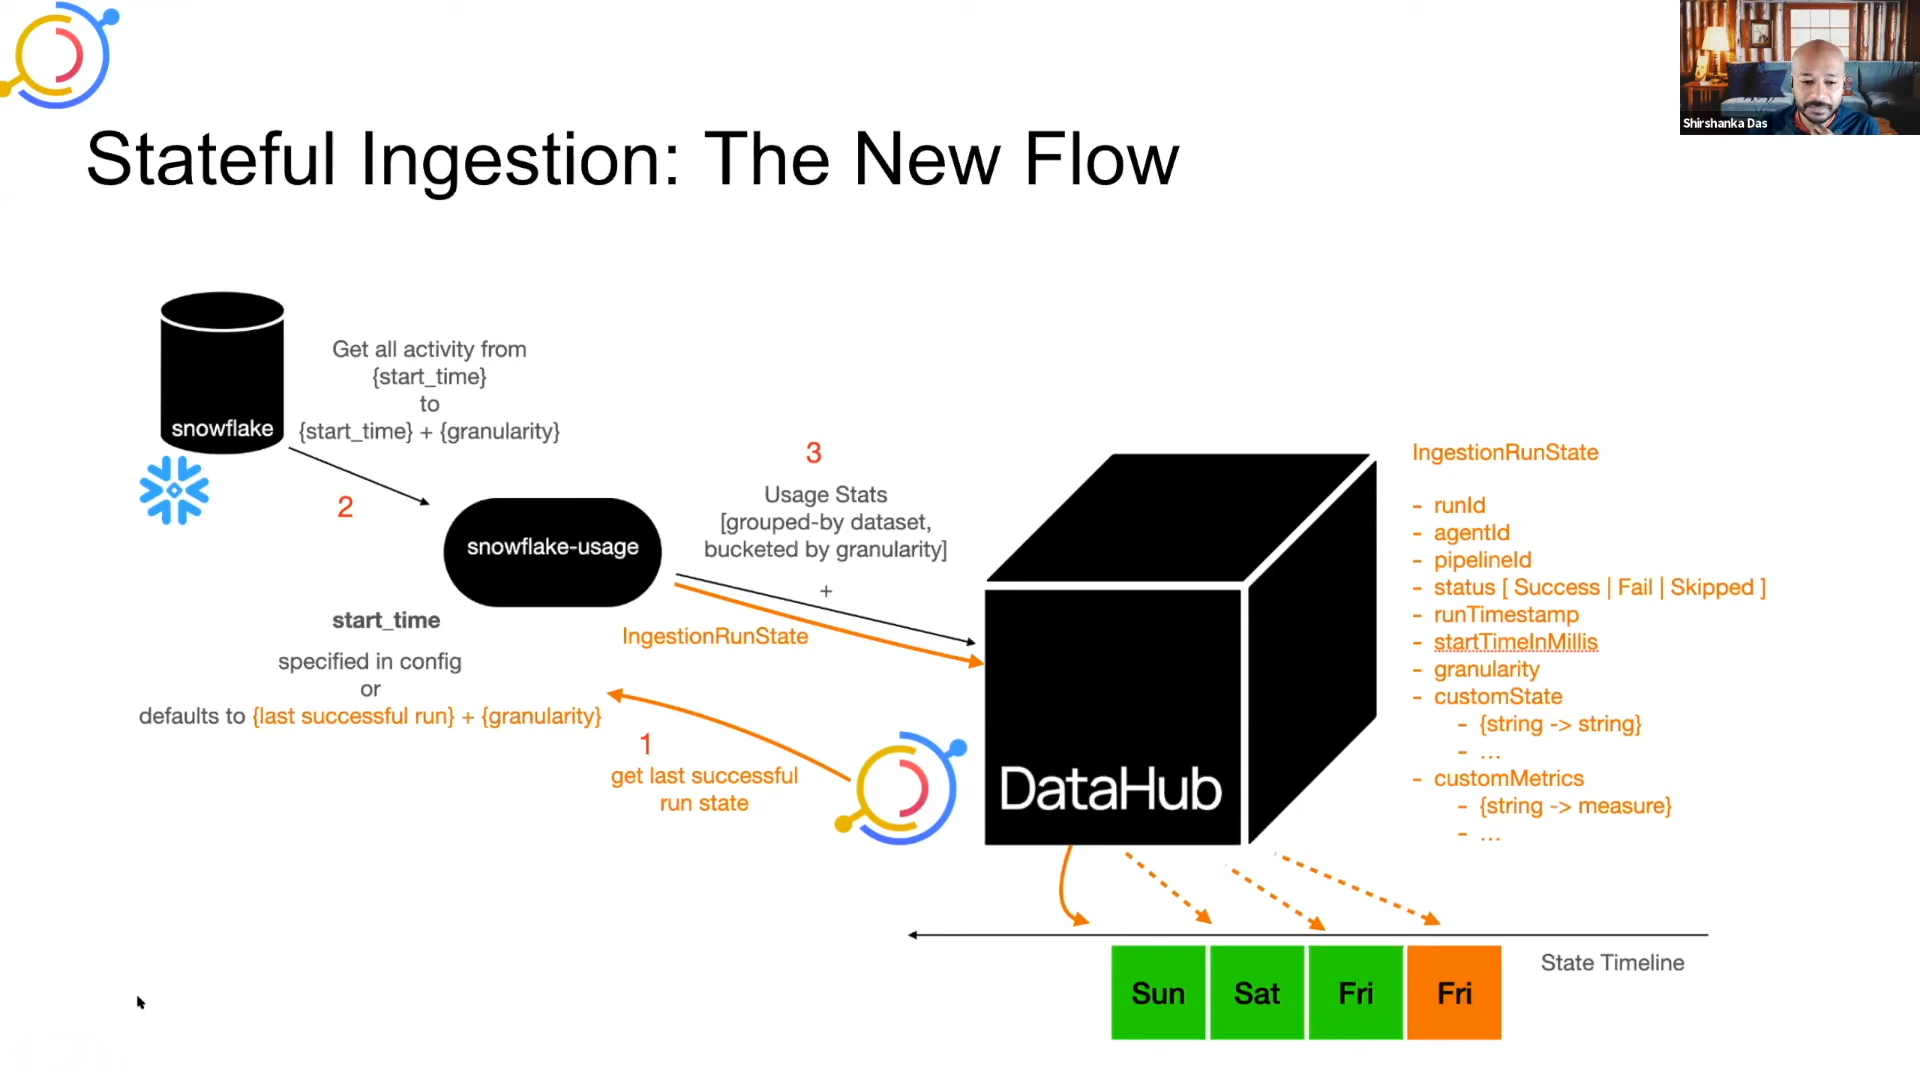 Shirshanka Das
Stateful Ingestion: The New Flow
snowflake
Get all activity from
{start_time}
to
{start_time} + {granularity}
2
snowflake-usage
3
Usage Stats
[grouped-by dataset,
bucketed by granularity]
+
IngestionRunState
start_time
specified in config
or
defaults to {last successful run} + {granularity}
1
get last successful
run state
DataHub
IngestionRunState
- runId
- agentId
- pipelineId
- status [ Success | Fail | Skipped ]
- runTimestamp
- startTimeInMillis
- granularity
- customState
- {string -> string}
- ...
- customMetrics
- {string -> measure}
- ...
State Timeline
Sun
Sat
Fri
Fri